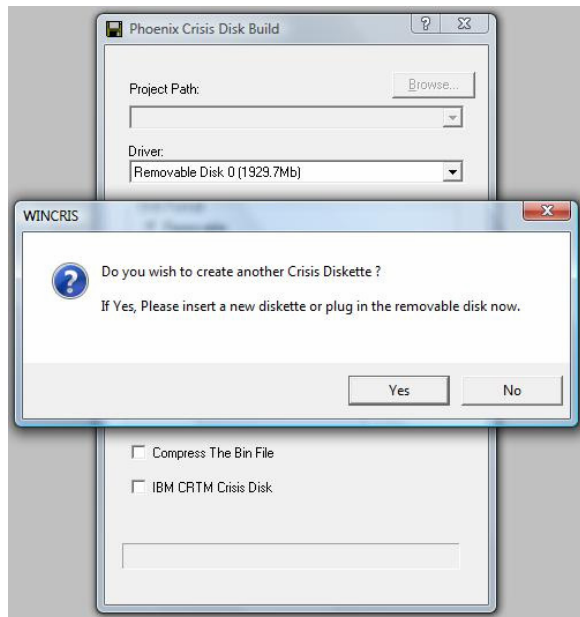 Phoenix Crisis Disk Build
Project Path:
Browse...
Driver:
Removable Disk 0 (1929.7Mb)
WINCRIS
Do you wish to create another Crisis Diskette ?
If Yes, Please insert a new diskette or plug in the removable disk now.
Yes
No
Compress The Bin File
IBM CRTM Crisis Disk